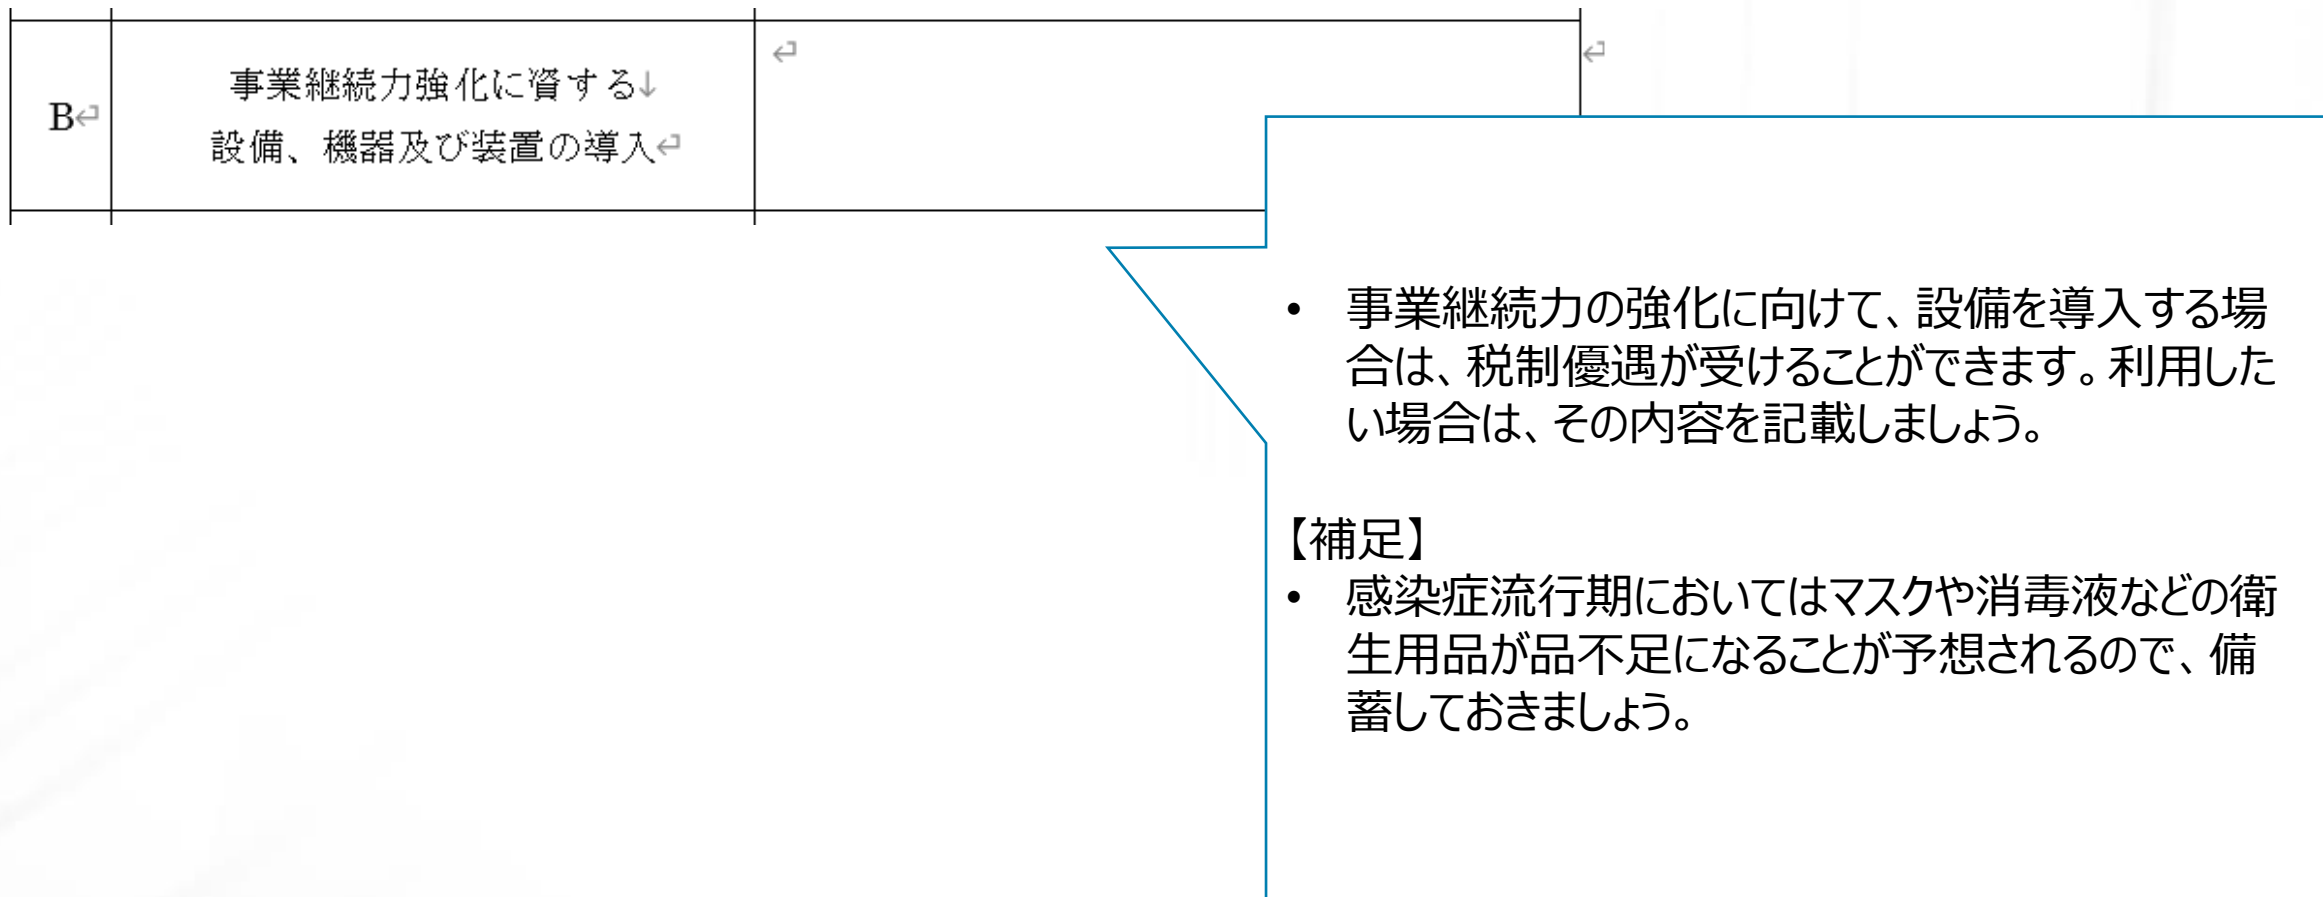 B
事業継続力強化に資する↓
設備、機器及び装置の導入
• 事業継続力の強化に向けて、設備を導入する場
合は、税制優遇が受けることができます。利用した
い場合は、その内容を記載しましょう。
【補足】
• 感染症流行期においてはマスクや消毒液などの衛
生用品が品不足になることが予想されるので、備
蓄しておきましょう。